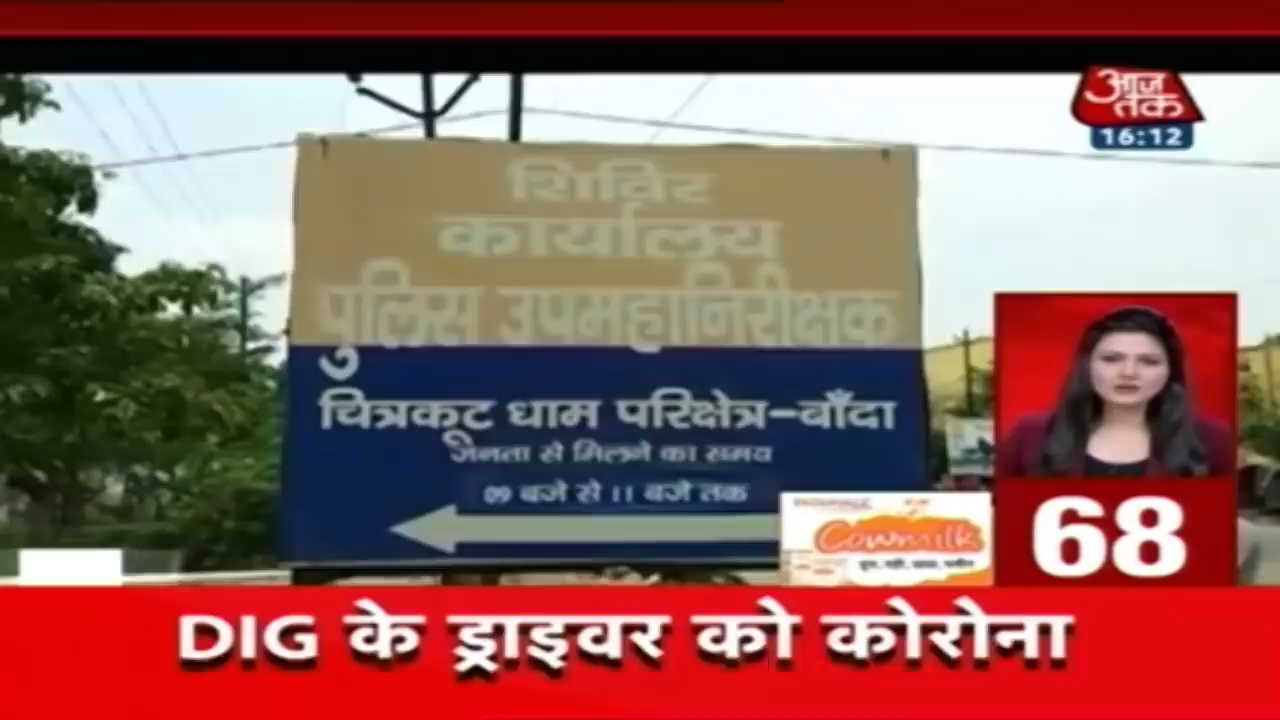 आज
तक
16:12
शिविर
कार्यालय
पुलिस उपमहानिरीक्षक
चित्रकूट धाम परिक्षेत्र-बाँदा
जनता से मिलने का समय
09 बजे से 11 बजे तक
Cowmilk
68
DIG के ड्राइवर को कोरोना